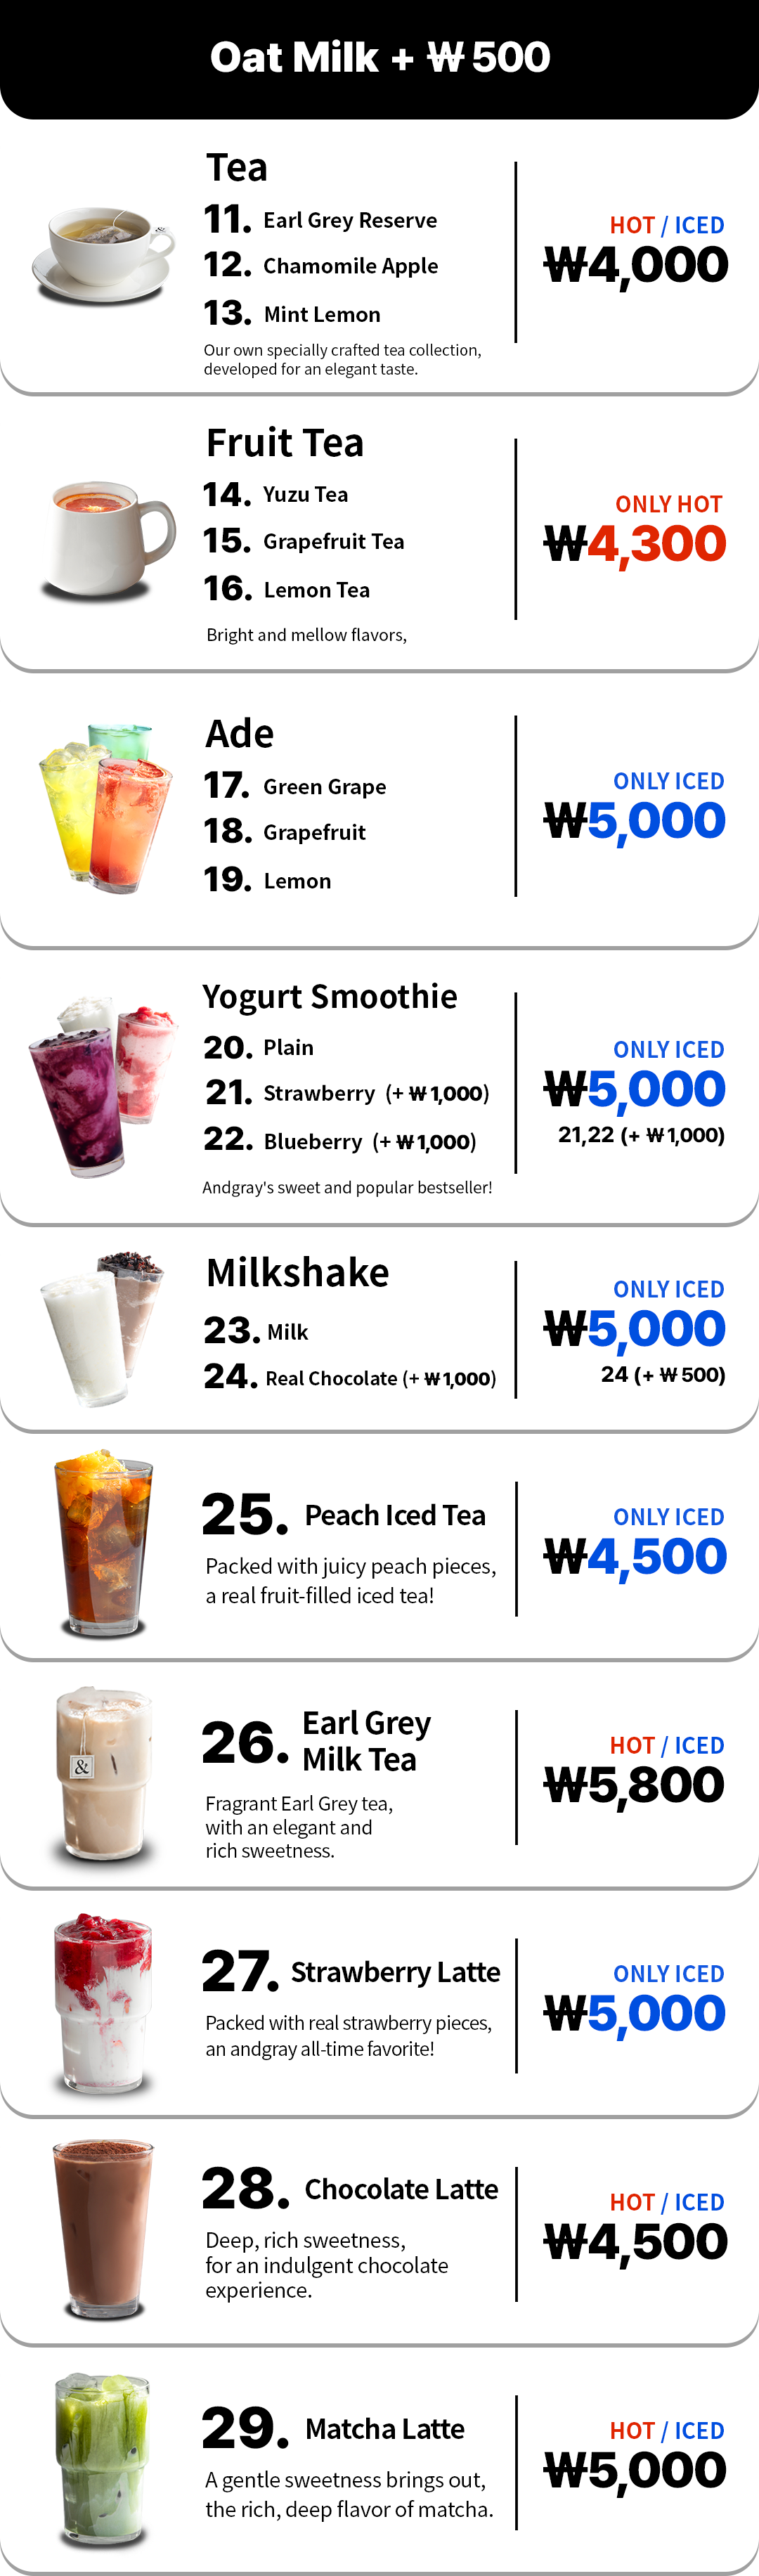 Oat Milk + ₩ 500
Tea
11. Earl Grey Reserve
12. Chamomile Apple
13. Mint Lemon
Our own specially crafted tea collection,
developed for an elegant taste.
HOT / ICED
₩4,000
Fruit Tea
14. Yuzu Tea
15. Grapefruit Tea
16. Lemon Tea
Bright and mellow flavors,
ONLY HOT
₩4,300
Ade
17. Green Grape
18. Grapefruit
19. Lemon
ONLY ICED
₩5,000
Yogurt Smoothie
20. Plain
21. Strawberry (+ ₩ 1,000)
22. Blueberry (+ ₩ 1,000)
Andgray's sweet and popular bestseller!
ONLY ICED
₩5,000
21,22 (+ ₩ 1,000)
Milkshake
23. Milk
24. Real Chocolate (+ ₩ 1,000)
ONLY ICED
₩5,000
24 (+ ₩ 500)
25. Peach Iced Tea
Packed with juicy peach pieces,
a real fruit-filled iced tea!
ONLY ICED
₩4,500
&
26. Earl Grey
Milk Tea
Fragrant Earl Grey tea,
with an elegant and
rich sweetness.
HOT / ICED
₩5,800
27. Strawberry Latte
Packed with real strawberry pieces,
an andgray all-time favorite!
ONLY ICED
₩5,000
28. Chocolate Latte
Deep, rich sweetness,
for an indulgent chocolate
experience.
HOT / ICED
₩4,500
29. Matcha Latte
A gentle sweetness brings out,
the rich, deep flavor of matcha.
HOT / ICED
₩5,000